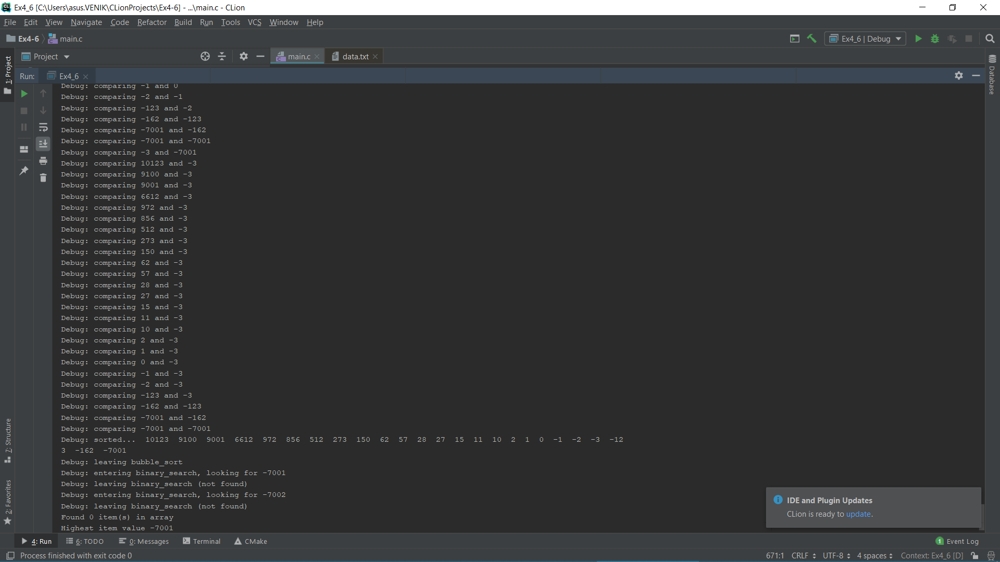 Ex4_6 [C:\Users\asus.VENIK\CLionProjects\Ex4-6] - ...\main.c - CLion
File Edit View Navigate Code Refactor Build Run Tools VCS Window Help
Ex4-6 main.c Ex4_6 | Debug
Project main.c data.txt
1: Project
Database
Run: Ex4_6
Debug: comparing -1 and 0
Debug: comparing -2 and -1
Debug: comparing -123 and -2
Debug: comparing -162 and -123
Debug: comparing -7001 and -162
Debug: comparing -7001 and -7001
Debug: comparing -3 and -7001
Debug: comparing 10123 and -3
Debug: comparing 9100 and -3
Debug: comparing 9001 and -3
Debug: comparing 6612 and -3
Debug: comparing 972 and -3
Debug: comparing 856 and -3
Debug: comparing 512 and -3
Debug: comparing 273 and -3
Debug: comparing 150 and -3
Debug: comparing 62 and -3
Debug: comparing 57 and -3
Debug: comparing 28 and -3
Debug: comparing 27 and -3
Debug: comparing 15 and -3
Debug: comparing 11 and -3
Debug: comparing 10 and -3
Debug: comparing 2 and -3
Debug: comparing 1 and -3
Debug: comparing 0 and -3
Debug: comparing -1 and -3
Debug: comparing -2 and -3
Debug: comparing -123 and -3
Debug: comparing -162 and -123
Debug: comparing -7001 and -162
Debug: comparing -7001 and -7001
Debug: sorted... 10123 9100 9001 6612 972 856 512 273 150 62 57 28 27 15 11 10 2 1 0 -1 -2 -3 -12
3 -162 -7001
Debug: leaving bubble_sort
Debug: entering binary_search, looking for -7001
Debug: leaving binary_search (not found)
Debug: entering binary_search, looking for -7002
Debug: leaving binary_search (not found)
Found 0 item(s) in array
Highest item value -7001
7: Structure
2: Favorites
IDE and Plugin Updates
CLion is ready to update.
4: Run 6: TODO 0: Messages Terminal CMake 1 Event Log
Process finished with exit code 0 671:1 CRLF UTF-8 4 spaces Context: Ex4_6 [D]